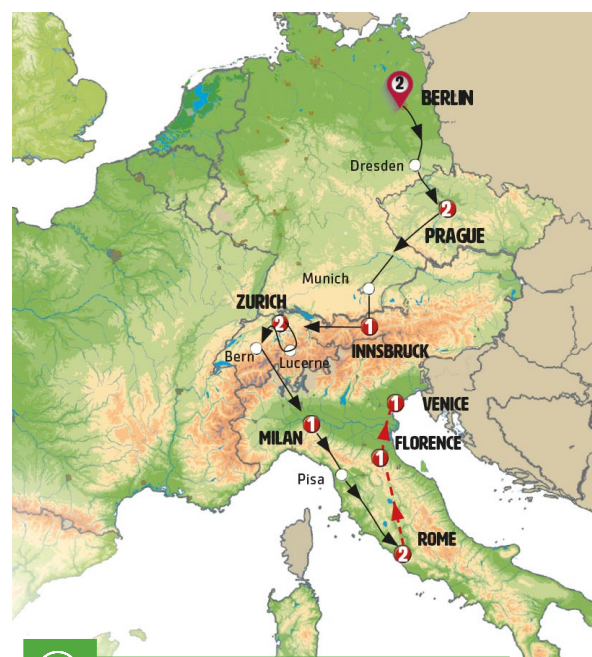 2
BERLIN
Dresden
2
PRAGUE
Munich
ZURICH
2
1
INNSBRUCK
Bern
Lucerne
1
VENICE
MILAN
1
FLORENCE
1
Pisa
ROME
2